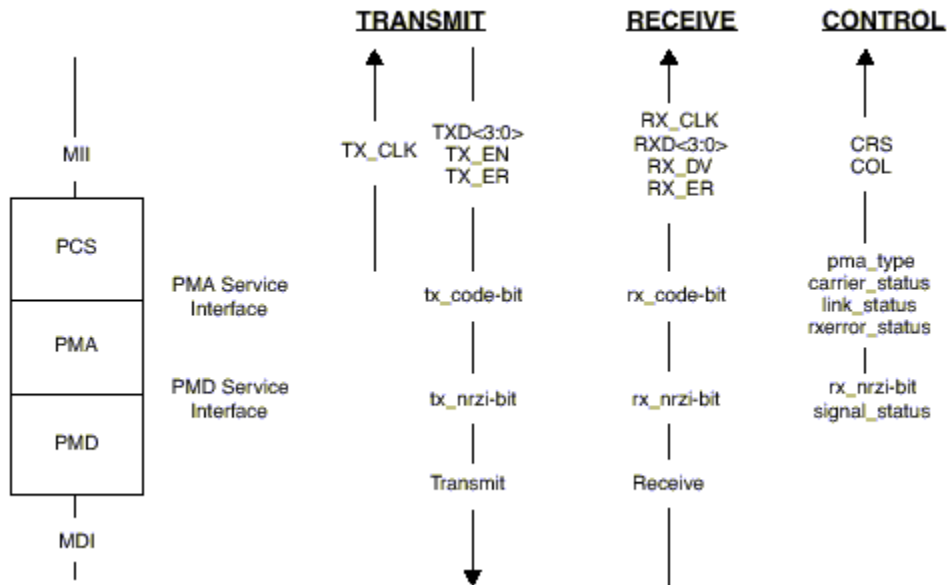 TRANSMIT
RECEIVE
CONTROL
MII
PCS
PMA
PMD
MDI
PMA Service
Interface
PMD Service
Interface
TX_CLK
TXD<3:0>
TX_EN
TX_ER
tx_code-bit
tx_nrzi-bit
Transmit
RX_CLK
RXD<3:0>
RX_DV
RX_ER
rx_code-bit
rx_nrzi-bit
Receive
CRS
COL
pma_type
carrier_status
link_status
rxerror_status
rx_nrzi-bit
signal_status